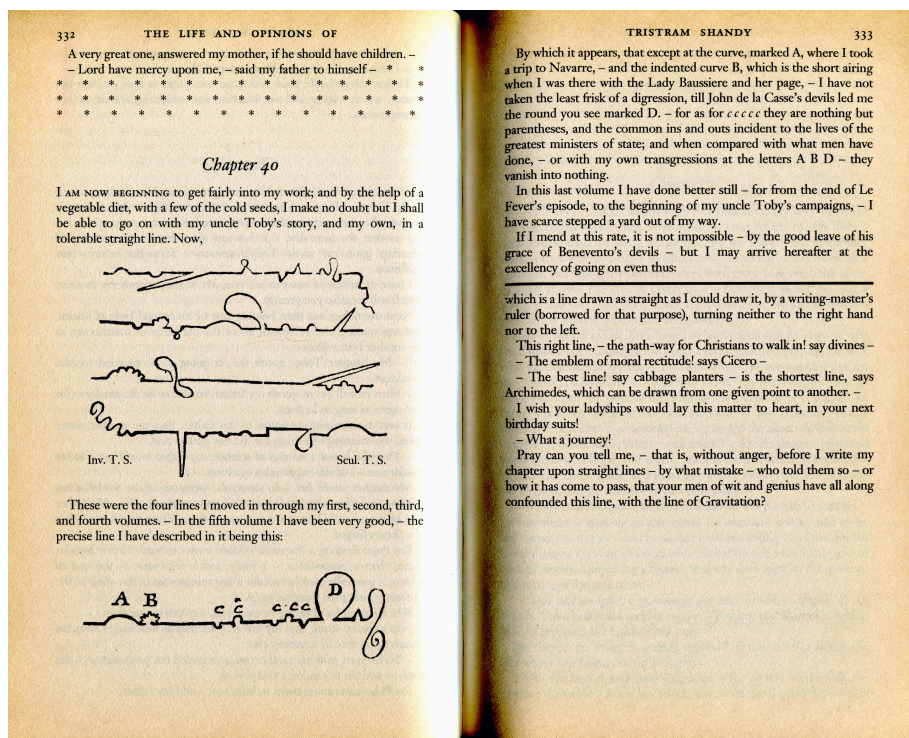 332 THE LIFE AND OPINIONS OF
A very great one, answered my mother, if he should have children. –
– Lord have mercy upon me, – said my father to himself – * *
* * * * * * * * * * * * * *
* * * * * * * * * * * * * *
* * * * * * * * * * * * *
Chapter 40
I AM NOW BEGINNING to get fairly into my work; and by the help of a
vegetable diet, with a few of the cold seeds, I make no doubt but I shall
be able to go on with my uncle Toby's story, and my own, in a
tolerable straight line. Now,
Inv. T. S. Scul. T. S.
These were the four lines I moved in through my first, second, third,
and fourth volumes. – In the fifth volume I have been very good, – the
precise line I have described in it being this:
A B c c c c c D
TRISTRAM SHANDY 333
By which it appears, that except at the curve, marked A, where I took
a trip to Navarre, – and the indented curve B, which is the short airing
when I was there with the Lady Baussiere and her page, – I have not
taken the least frisk of a digression, till John de la Casse's devils led me
the round you see marked D. – for as for c c c c c they are nothing but
parentheses, and the common ins and outs incident to the lives of the
greatest ministers of state; and when compared with what men have
done, – or with my own transgressions at the letters A B D – they
vanish into nothing.
In this last volume I have done better still – for from the end of Le
Fever's episode, to the beginning of my uncle Toby's campaigns, – I
have scarce stepped a yard out of my way.
If I mend at this rate, it is not impossible – by the good leave of his
grace of Benevento's devils – but I may arrive hereafter at the
excellency of going on even thus:
which is a line drawn as straight as I could draw it, by a writing-master's
ruler (borrowed for that purpose), turning neither to the right hand
nor to the left.
This right line, – the path-way for Christians to walk in! say divines –
– The emblem of moral rectitude! says Cicero –
– The best line! say cabbage planters – is the shortest line, says
Archimedes, which can be drawn from one given point to another. –
I wish your ladyships would lay this matter to heart, in your next
birthday suits!
– What a journey!
Pray can you tell me, – that is, without anger, before I write my
chapter upon straight lines – by what mistake – who told them so – or
how it has come to pass, that your men of wit and genius have all along
confounded this line, with the line of Gravitation?